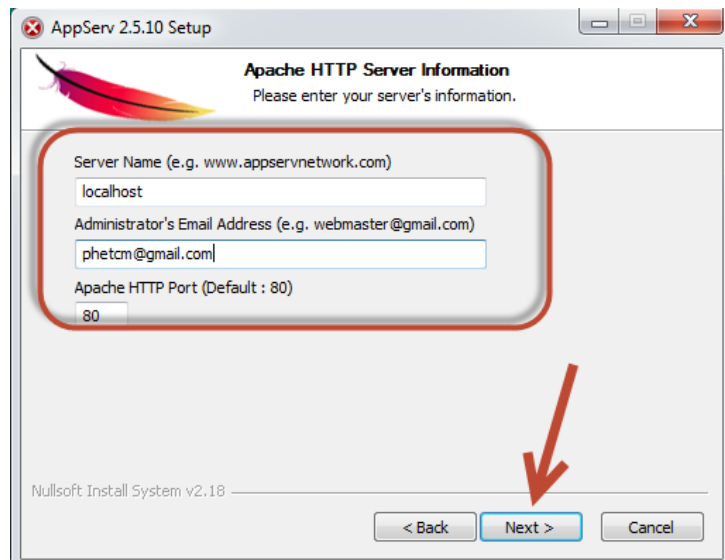 AppServ 2.5.10 Setup
Apache HTTP Server Information
Please enter your server's information.
Server Name (e.g. www.appservnetwork.com)
localhost
Administrator's Email Address (e.g. webmaster@gmail.com)
phetcm@gmail.com
Apache HTTP Port (Default : 80)
80
Nullsoft Install System v2.18
< Back Next > Cancel